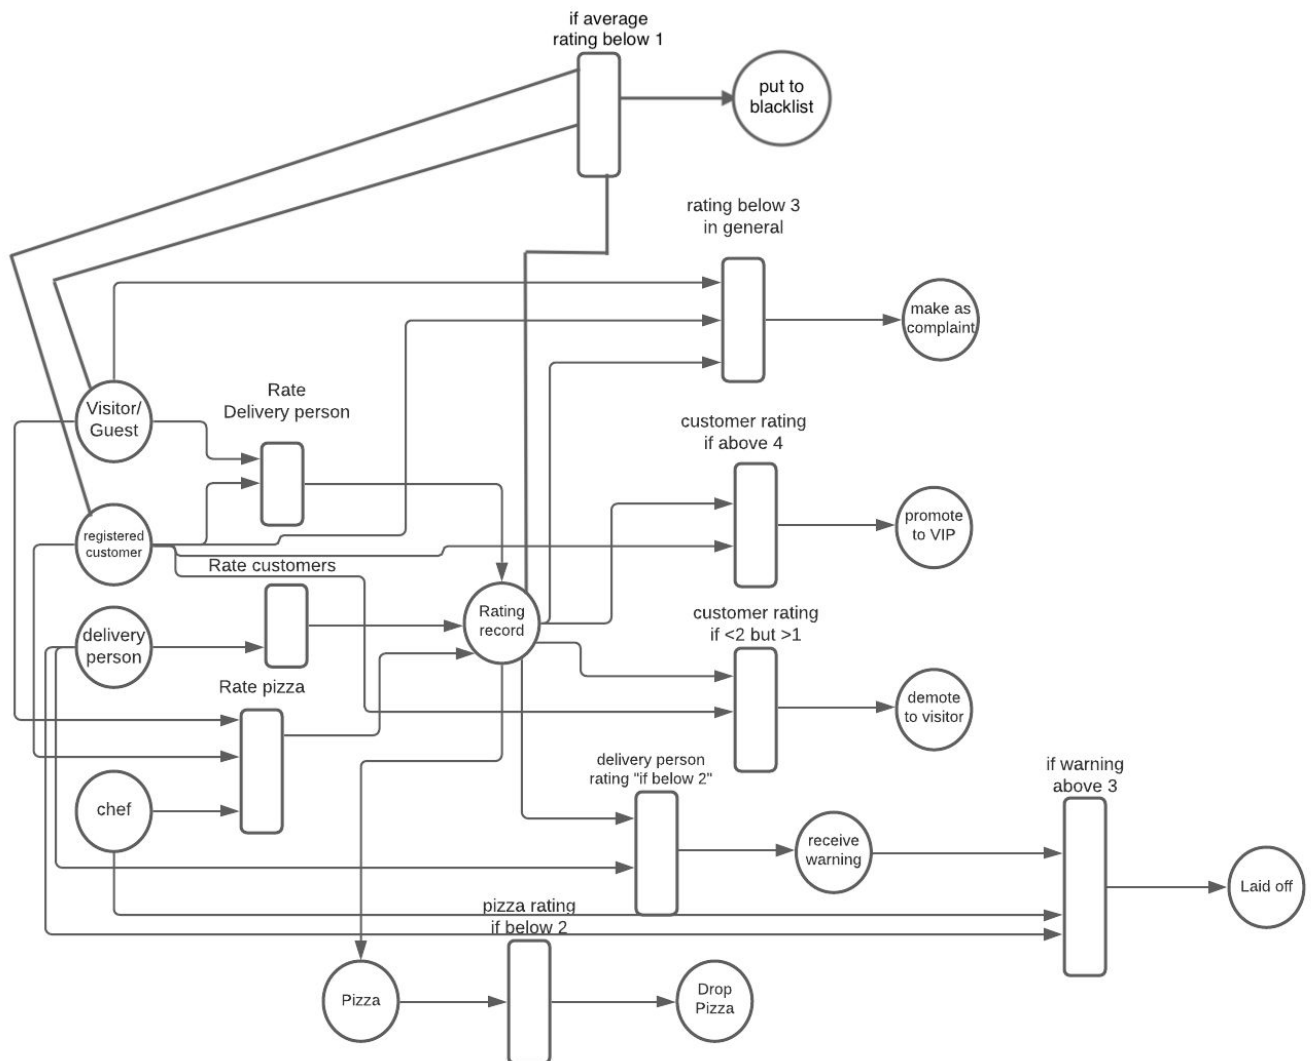 if average
rating below 1
put to
blacklist
rating below 3
in general
make as
complaint
Rate
Delivery person
Visitor/
Guest
customer rating
if above 4
promote
to VIP
registered
customer
Rate customers
Rating
record
customer rating
if <2 but >1
delivery
person
Rate pizza
demote
to visitor
delivery person
rating "if below 2"
if warning
above 3
chef
receive
warning
Laid off
pizza rating
if below 2
Pizza
Drop
Pizza